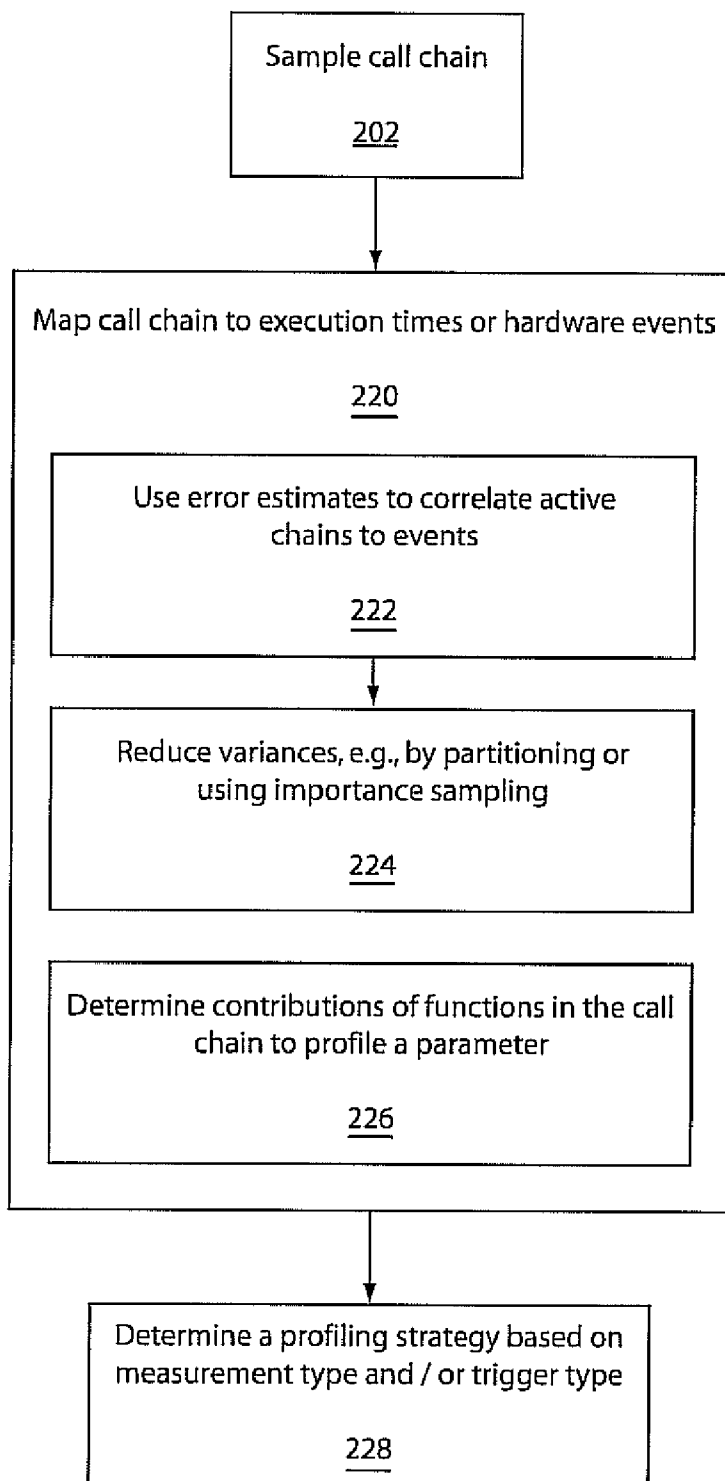 Sample call chain
202
Map call chain to execution times or hardware events
220
Use error estimates to correlate active
chains to events
222
Reduce variances, e.g., by partitioning or
using importance sampling
224
Determine contributions of functions in the call
chain to profile a parameter
226
Determine a profiling strategy based on
measurement type and / or trigger type
228